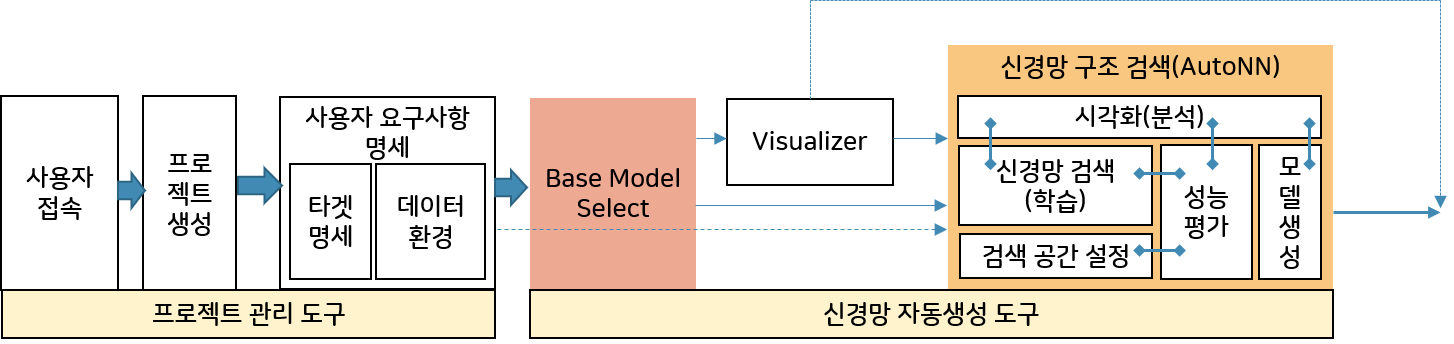 사용자
접속
프로
젝트
생성
사용자 요구사항
명세
타겟
명세
데이터
환경
프로젝트 관리 도구
Base Model
Select
Visualizer
신경망 구조 검색(AutoNN)
시각화(분석)
신경망 검색
(학습)
검색 공간 설정
성능
평가
모
델
생
성
신경망 자동생성 도구